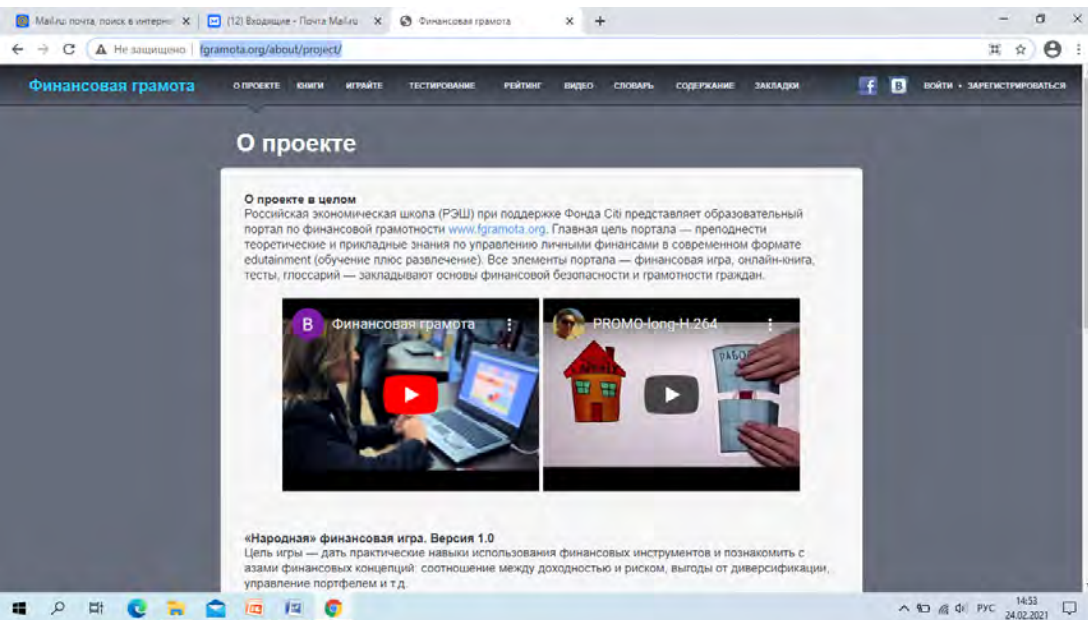 Mail.ru: почта, поиск в интерне
(12) Входящие - Почта Mail.ru
Финансовая грамота
Не защищено
fgramota.org/about/project/
Финансовая грамота
О ПРОЕКТЕ КНИГИ ИГРАЙТЕ ТЕСТИРОВАНИЕ РЕЙТИНГ ВИДЕО СЛОВАРЬ СОДЕРЖАНИЕ ЗАКЛАДКИ
ВОЙТИ • ЗАРЕГИСТРИРОВАТЬСЯ
О проекте
О проекте в целом
Российская экономическая школа (РЭШ) при поддержке Фонда Citi представляет образовательный
портал по финансовой грамотности www.fgramota.org. Главная цель портала — преподнести
теоретические и прикладные знания по управлению личными финансами в современном формате
edutainment (обучение плюс развлечение). Все элементы портала — финансовая игра, онлайн-книга,
тесты, глоссарий — закладывают основы финансовой безопасности и грамотности граждан.
В Финансовая грамота
PROMO-long-H.264
«Народная» финансовая игра. Версия 1.0
Цель игры — дать практические навыки использования финансовых инструментов и познакомить с
азами финансовых концепций: соотношение между доходностью и риском, выгоды от диверсификации,
управление портфелем и т.д.
РУС
14:53
24.02.2021